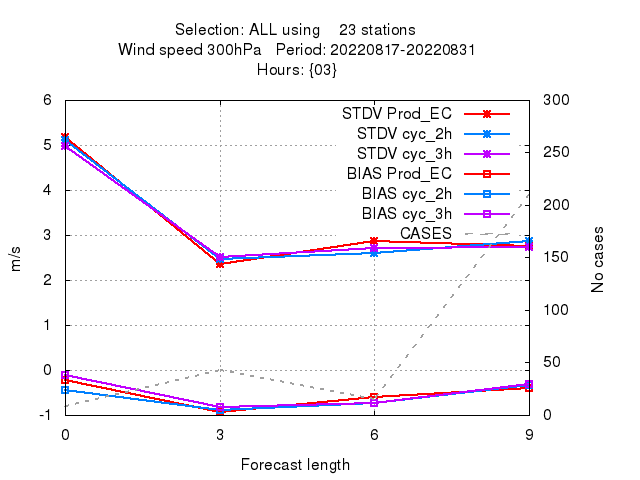 Selection: ALL using 23 stations
Wind speed 300hPa Period: 20220817-20220831
Hours: {03}
6
5
4
3
2
1
0
-1
300
250
200
150
100
50
0
STDV Prod_EC
STDV cyc_2h
STDV cyc_3h
BIAS Prod_EC
BIAS cyc_2h
BIAS cyc_3h
CASES
m/s
No cases
0 3 6 9
Forecast length